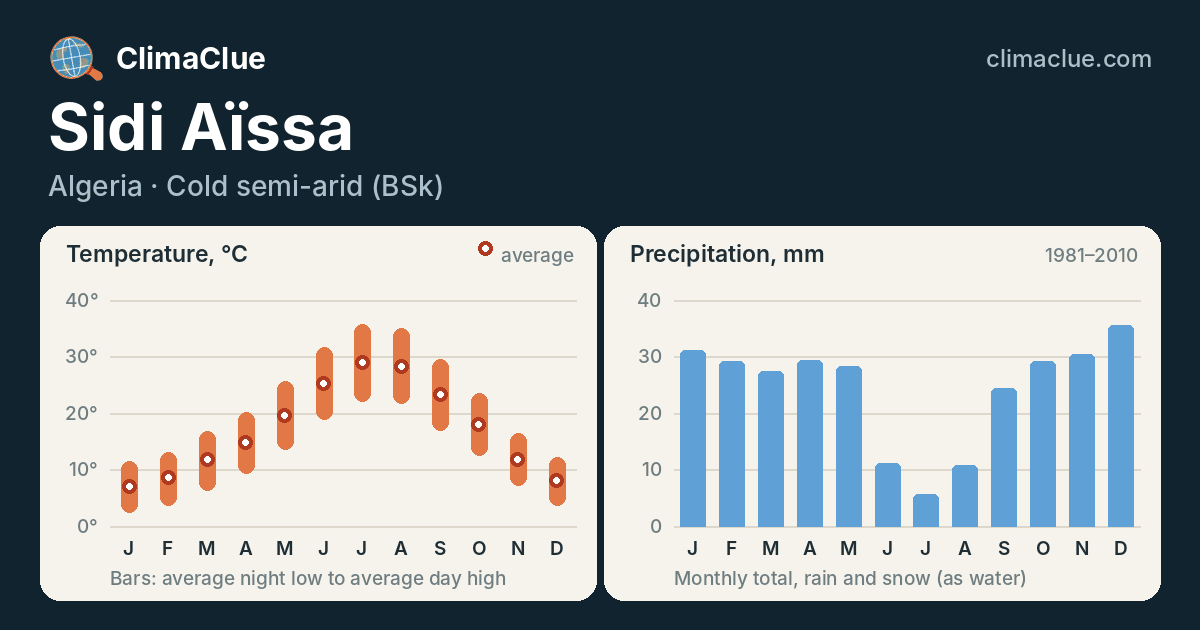 ClimaClue
climaclue.com
Sidi Aïssa
Algeria · Cold semi-arid (BSk)
Temperature, °C
average
40°
30°
20°
10°
0°
J F M A M J J A S O N D
Bars: average night low to average day high
Precipitation, mm
1981–2010
40
30
20
10
0
J F M A M J J A S O N D
Monthly total, rain and snow (as water)